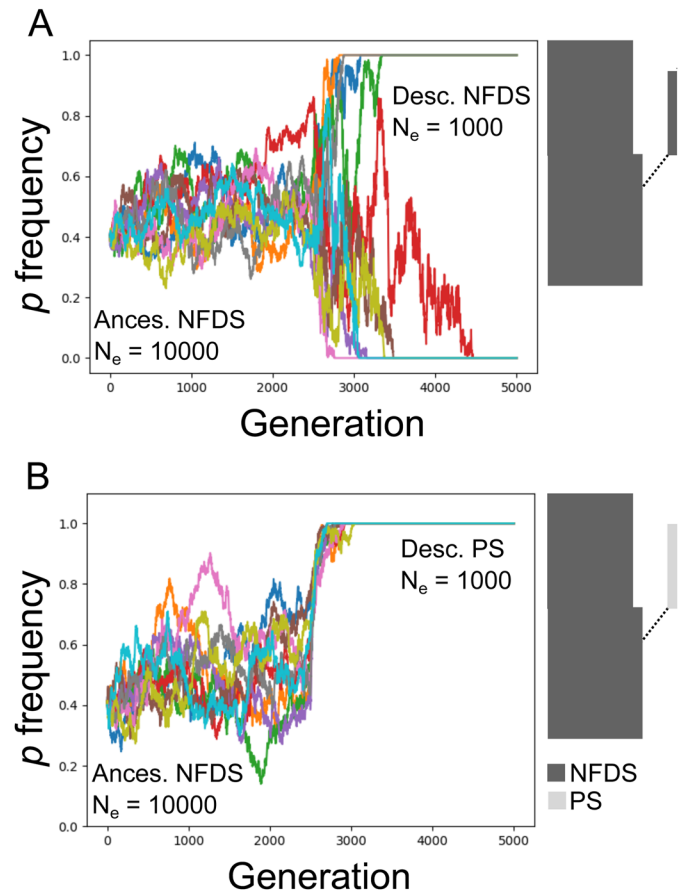 A
1.0
0.8
0.6
0.4
0.2
0.0
p frequency
Desc. NFDS
Ne = 1000
Ances. NFDS
Ne = 10000
0 1000 2000 3000 4000 5000
Generation
B
1.0
0.8
0.6
0.4
0.2
0.0
p frequency
Desc. PS
Ne = 1000
Ances. NFDS
Ne = 10000
0 1000 2000 3000 4000 5000
Generation
NFDS
PS